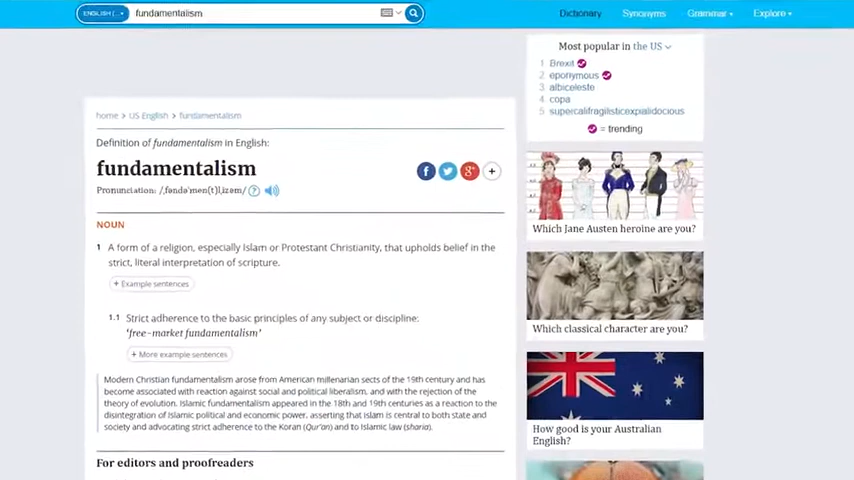 ENGLISH (...
fundamentalism
Dictionary
Synonyms
Grammar
Explore
home > US English > fundamentalism
Definition of fundamentalism in English:
fundamentalism
Pronunciation: /ˌfəndəˈmen(t)lˌizəm/
NOUN
1 A form of a religion, especially Islam or Protestant Christianity, that upholds belief in the
strict, literal interpretation of scripture.
+ Example sentences
1.1 Strict adherence to the basic principles of any subject or discipline:
‘free-market fundamentalism’
+ More example sentences
Modern Christian fundamentalism arose from American millenarian sects of the 19th century and has
become associated with reaction against social and political liberalism, and with the rejection of the
theory of evolution. Islamic fundamentalism appeared in the 18th and 19th centuries as a reaction to the
disintegration of Islamic political and economic power, asserting that Islam is central to both state and
society and advocating strict adherence to the Koran (Qur'an) and to Islamic law (sharia).
For editors and proofreaders
Most popular in the US
1 Brexit
2 eponymous
3 albiceleste
4 copa
5 supercalifragilisticexpialidocious
= trending
Which Jane Austen heroine are you?
Which classical character are you?
How good is your Australian
English?